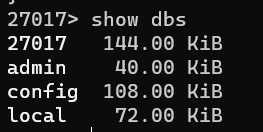 27017> show dbs
27017   144.00 KiB
admin    40.00 KiB
config  108.00 KiB
local    72.00 KiB